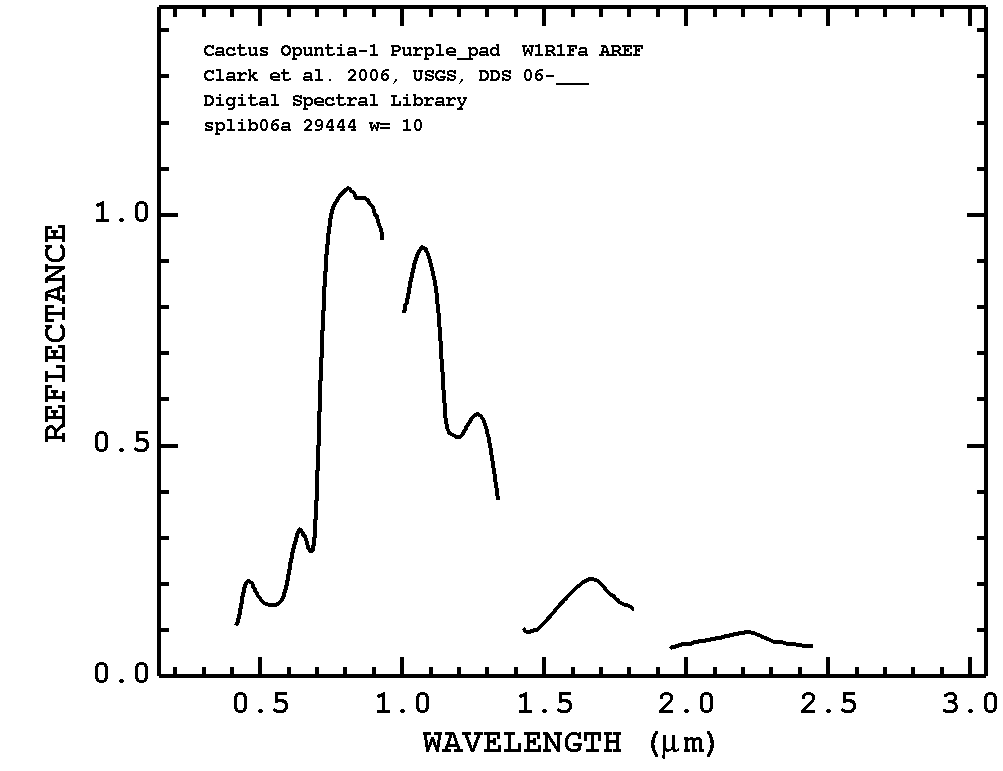 Cactus Opuntia-1 Purple_pad W1R1Fa AREF
Clark et al. 2006, USGS, DDS 06-___
Digital Spectral Library
splib06a 29444 w= 10
REFLECTANCE
1.0
0.5
0.0
0.5 1.0 1.5 2.0 2.5 3.0
WAVELENGTH (μm)